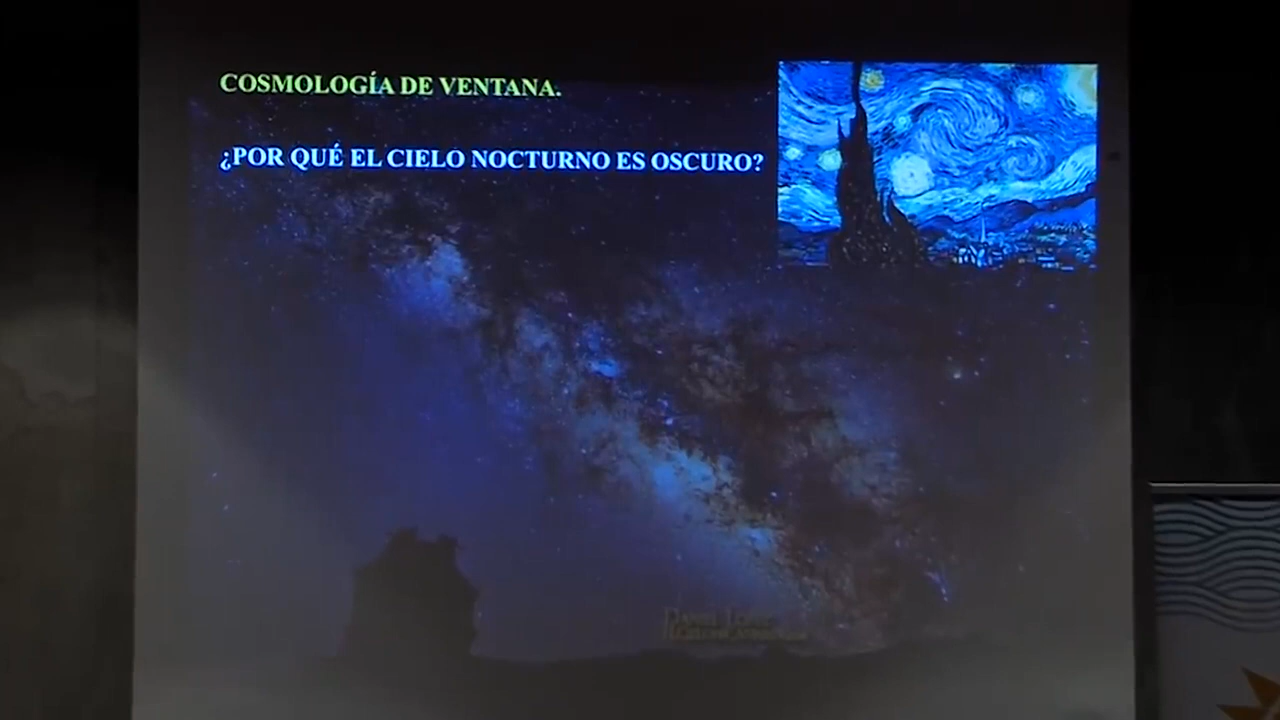 COSMOLOGÍA DE VENTANA.
¿POR QUÉ EL CIELO NOCTURNO ES OSCURO?